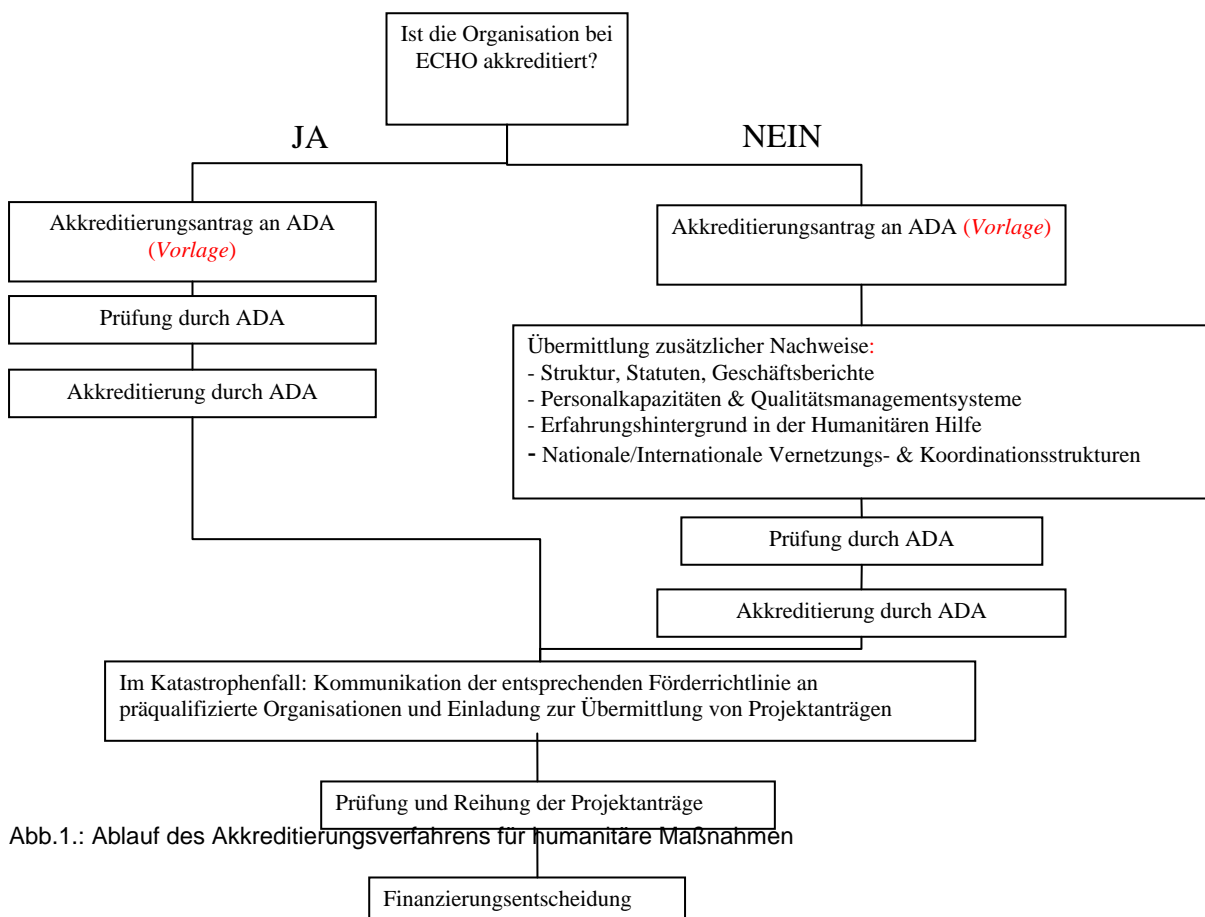 Ist die Organisation bei
ECHO akkreditiert?
JA
NEIN
Akkreditierungsantrag an ADA
(Vorlage)
Prüfung durch ADA
Akkreditierung durch ADA
Akkreditierungsantrag an ADA (Vorlage)
Übermittlung zusätzlicher Nachweise:
- Struktur, Statuten, Geschäftsberichte
- Personalkapazitäten & Qualitätsmanagementsysteme
- Erfahrungshintergrund in der Humanitären Hilfe
- Nationale/Internationale Vernetzungs- & Koordinationsstrukturen
Prüfung durch ADA
Akkreditierung durch ADA
Im Katastrophenfall: Kommunikation der entsprechenden Förderrichtlinie an
präqualifizierte Organisationen und Einladung zur Übermittlung von Projektanträgen
Prüfung und Reihung der Projektanträge
Abb.1.: Ablauf des Akkreditierungsverfahrens für humanitäre Maßnahmen
Finanzierungsentscheidung